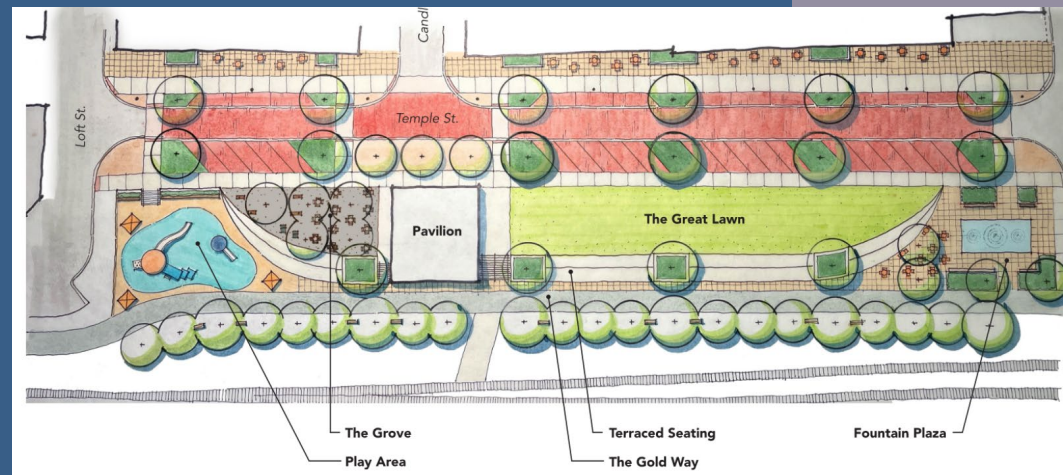 Loft St.
Temple St.
Pavilion
The Great Lawn
The Grove
Play Area
Terraced Seating
The Gold Way
Fountain Plaza